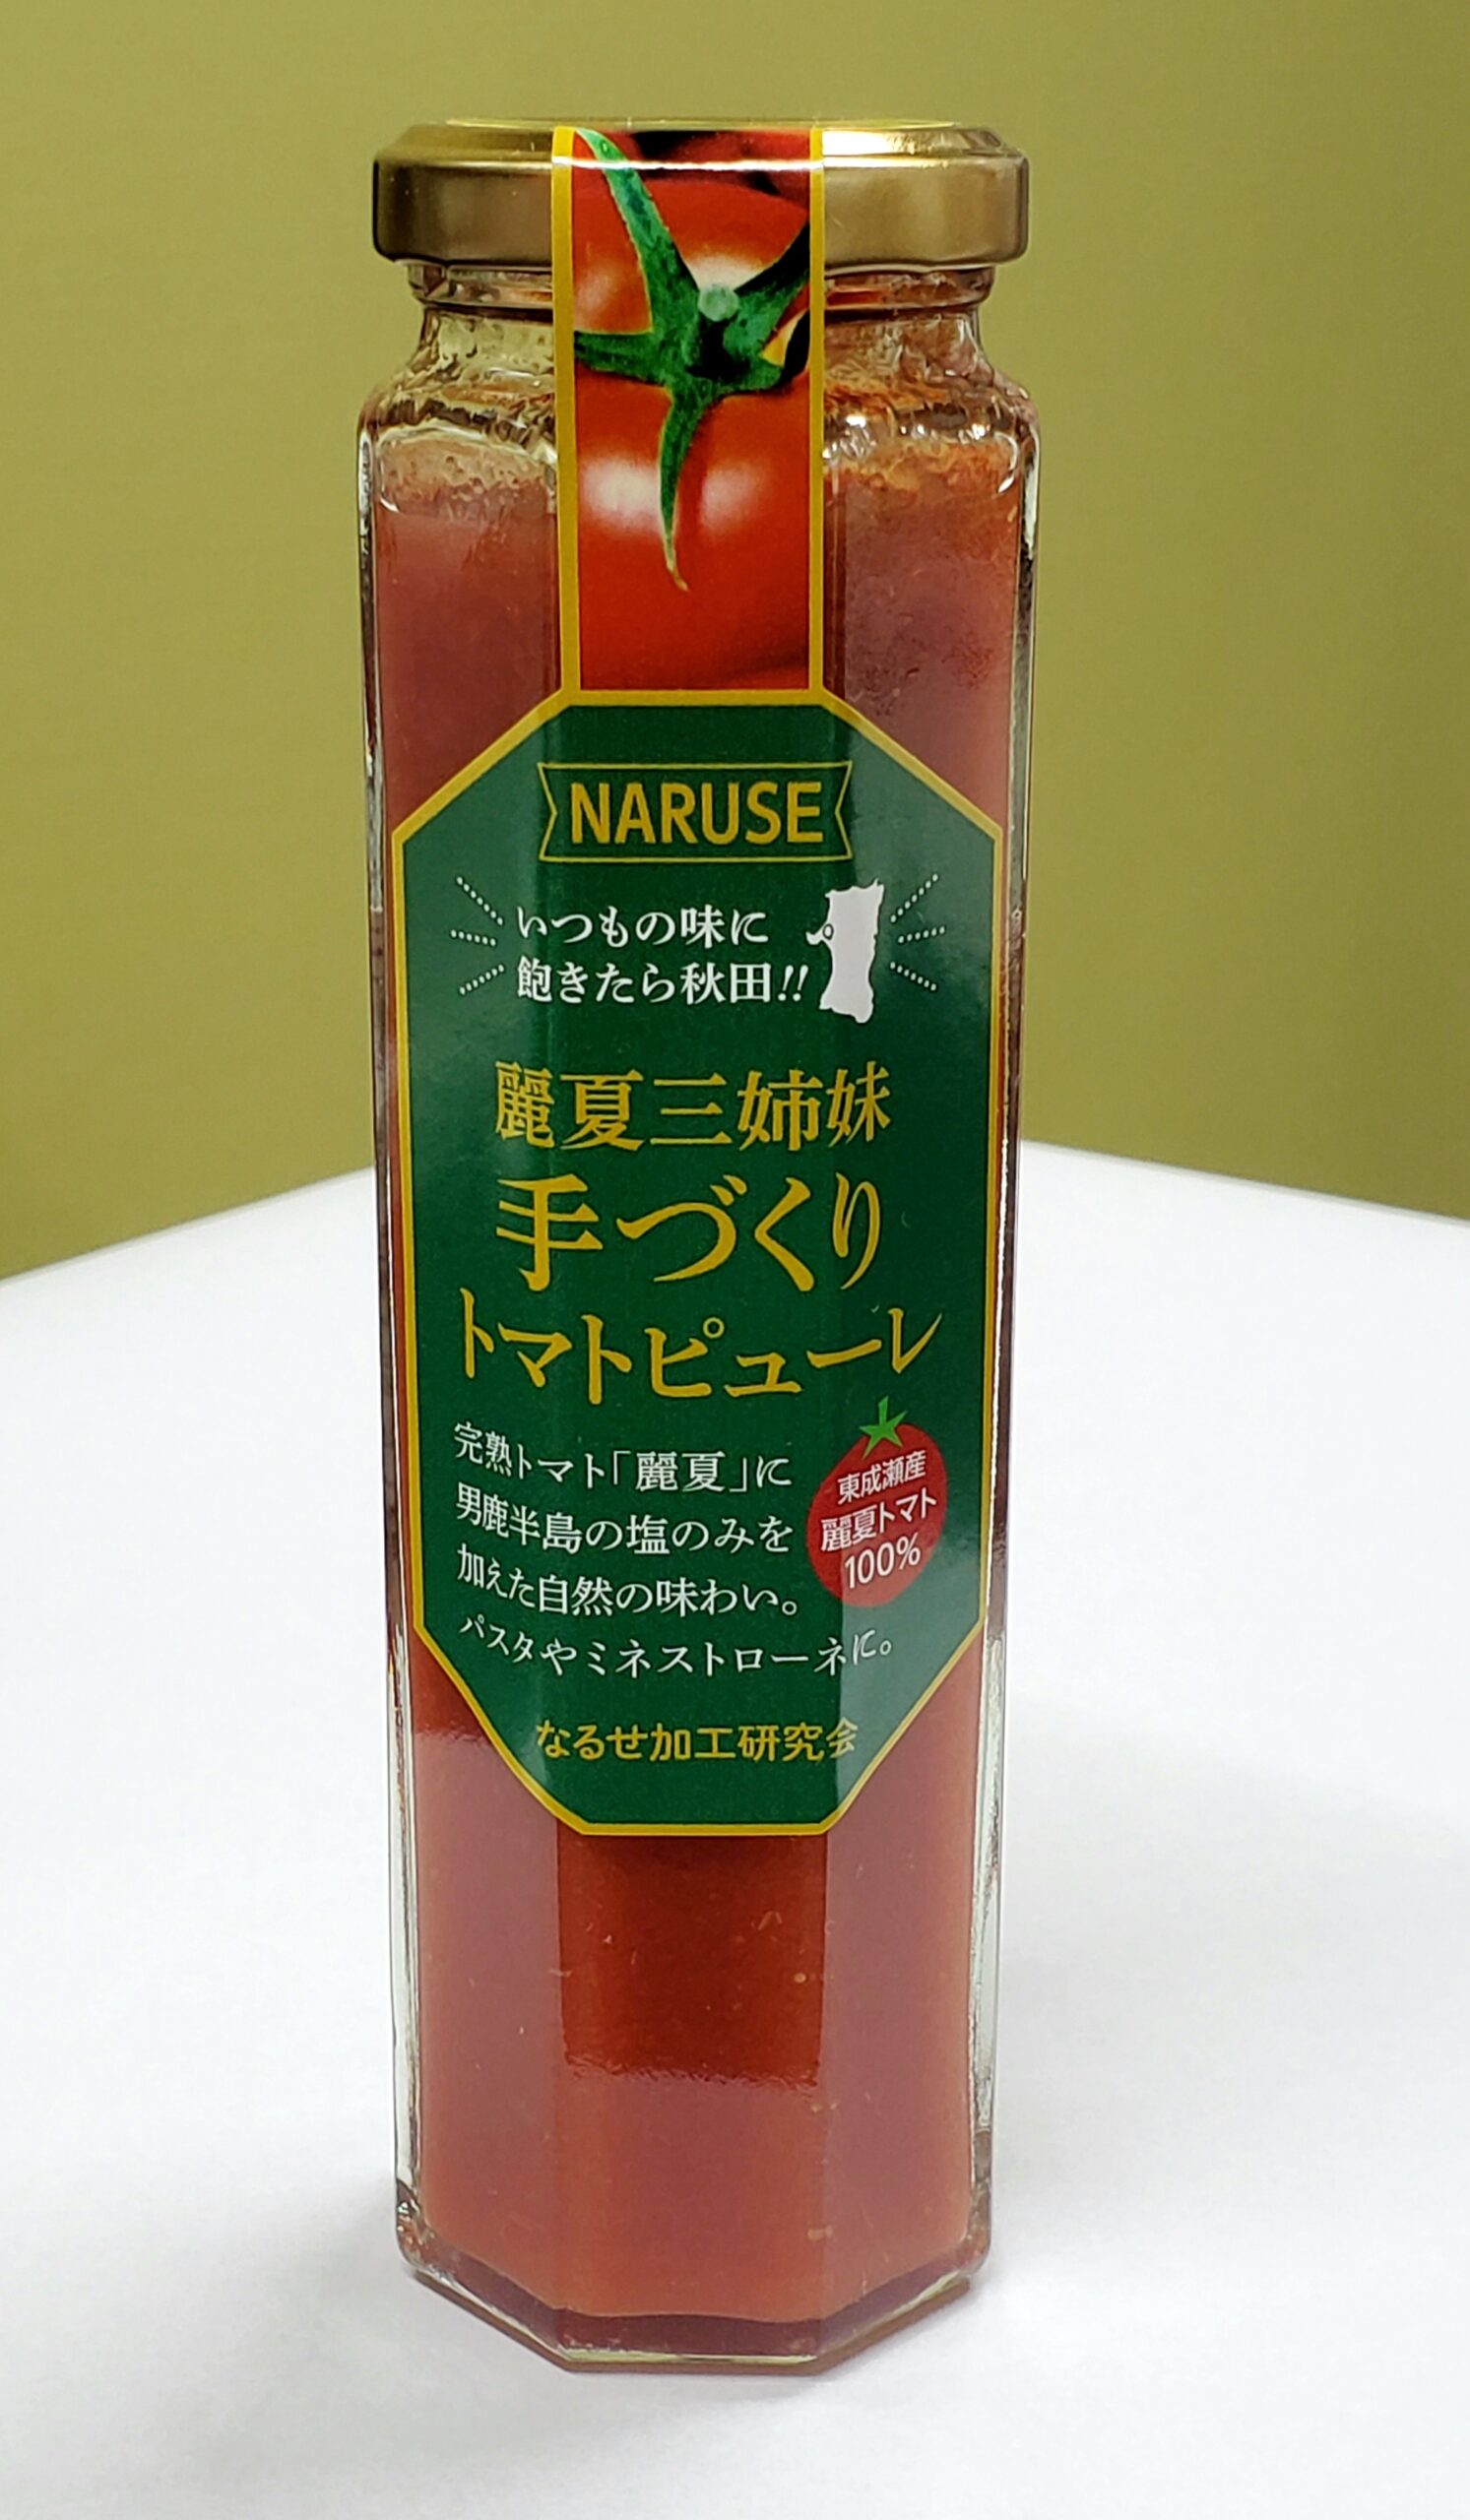 NARUSE
いつもの味に
飽きたら秋田!!
麗夏三姉妹
手づくり
トマトピューレ
完熟トマト「麗夏」に
男鹿半島の塩のみを
加えた自然の味わい。
パスタやミネストローネに。
東成瀬産
麗夏トマト
100%
なるせ加工研究会